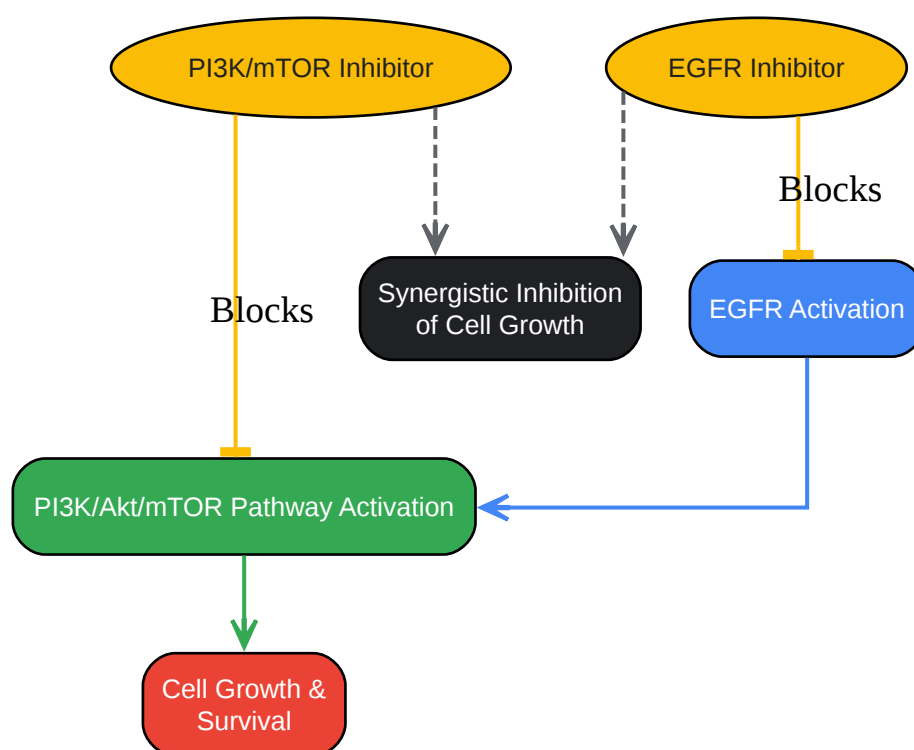 PI3K/mTOR Inhibitor
EGFR Inhibitor
Blocks
Synergistic Inhibition
of Cell Growth
EGFR Activation
Blocks
PI3K/Akt/mTOR Pathway Activation
Cell Growth &
Survival